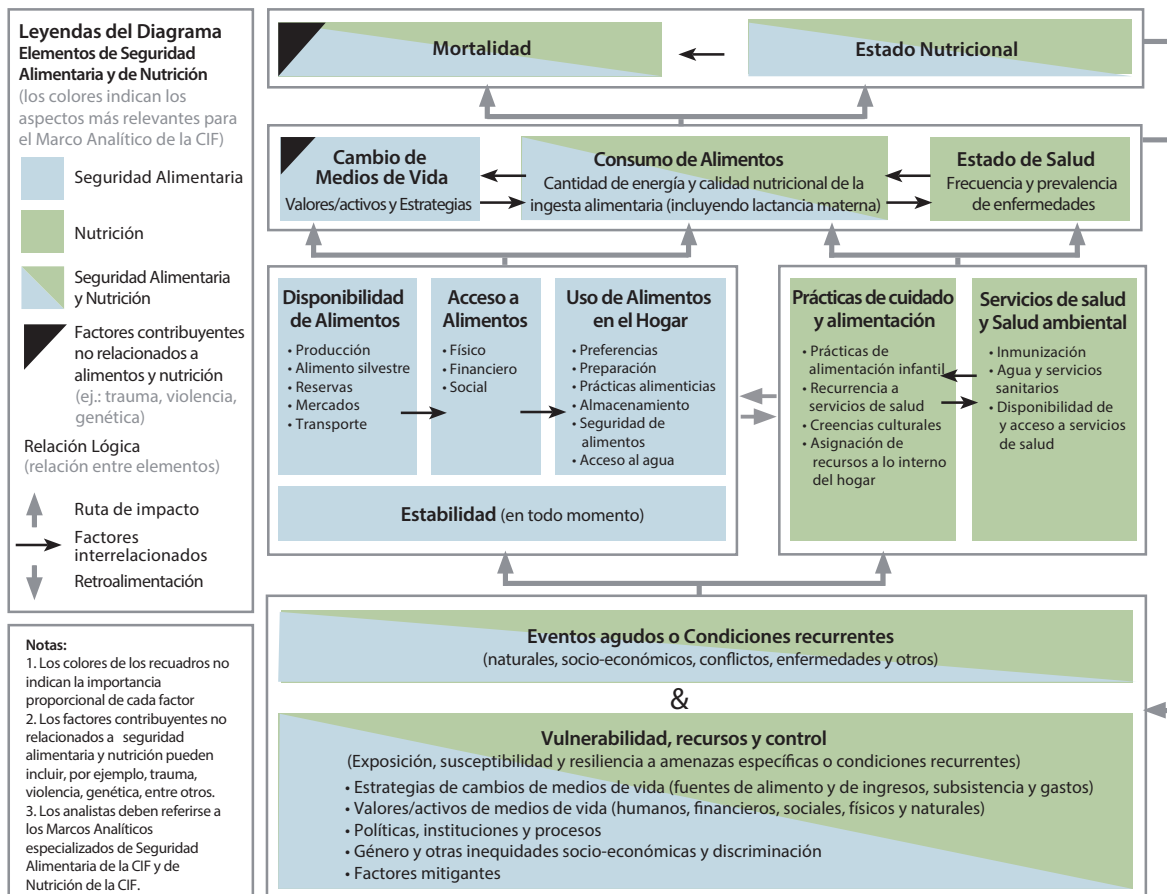 Leyendas del Diagrama
Elementos de Seguridad
Alimentaria y de Nutrición
(los colores indican los
aspectos más relevantes para
el Marco Analítico de la CIF)
Seguridad Alimentaria
Nutrición
Seguridad Alimentaria
y Nutrición
Factores contribuyentes
no relacionados a
alimentos y nutrición
(ej.: trauma, violencia,
genética)
Relación Lógica
(relación entre elementos)
Ruta de impacto
Factores
interrelacionados
Retroalimentación
Notas:
1. Los colores de los recuadros no
indican la importancia
proporcional de cada factor
2. Los factores contribuyentes no
relacionados a seguridad
alimentaria y nutrición pueden
incluir, por ejemplo, trauma,
violencia, genética, entre otros.
3. Los analistas deben referirse a
los Marcos Analíticos
especializados de Seguridad
Alimentaria de la CIF y de
Nutrición de la CIF.
Mortalidad
Estado Nutricional
Cambio de
Medios de Vida
Valores/activos y Estrategias
Consumo de Alimentos
Cantidad de energía y calidad nutricional de la
ingesta alimentaria (incluyendo lactancia materna)
Estado de Salud
Frecuencia y prevalencia
de enfermedades
Disponibilidad
de Alimentos
• Producción
• Alimento silvestre
• Reservas
• Mercados
• Transporte
Acceso a
Alimentos
• Físico
• Financiero
• Social
Uso de Alimentos
en el Hogar
• Preferencias
• Preparación
• Prácticas alimenticias
• Almacenamiento
• Seguridad de
alimentos
• Acceso al agua
Estabilidad (en todo momento)
Prácticas de cuidado
y alimentación
• Prácticas de
alimentación infantil
• Recurrencia a
servicios de salud
• Creencias culturales
• Asignación de
recursos a lo interno
del hogar
Servicios de salud
y Salud ambiental
• Inmunización
• Agua y servicios
sanitarios
• Disponibilidad de
y acceso a servicios
de salud
Eventos agudos o Condiciones recurrentes
(naturales, socio-económicos, conflictos, enfermedades y otros)
&
Vulnerabilidad, recursos y control
(Exposición, susceptibilidad y resiliencia a amenazas específicas o condiciones recurrentes)
• Estrategias de cambios de medios de vida (fuentes de alimento y de ingresos, subsistencia y gastos)
• Valores/activos de medios de vida (humanos, financieros, sociales, físicos y naturales)
• Políticas, instituciones y procesos
• Género y otras inequidades socio-económicas y discriminación
• Factores mitigantes